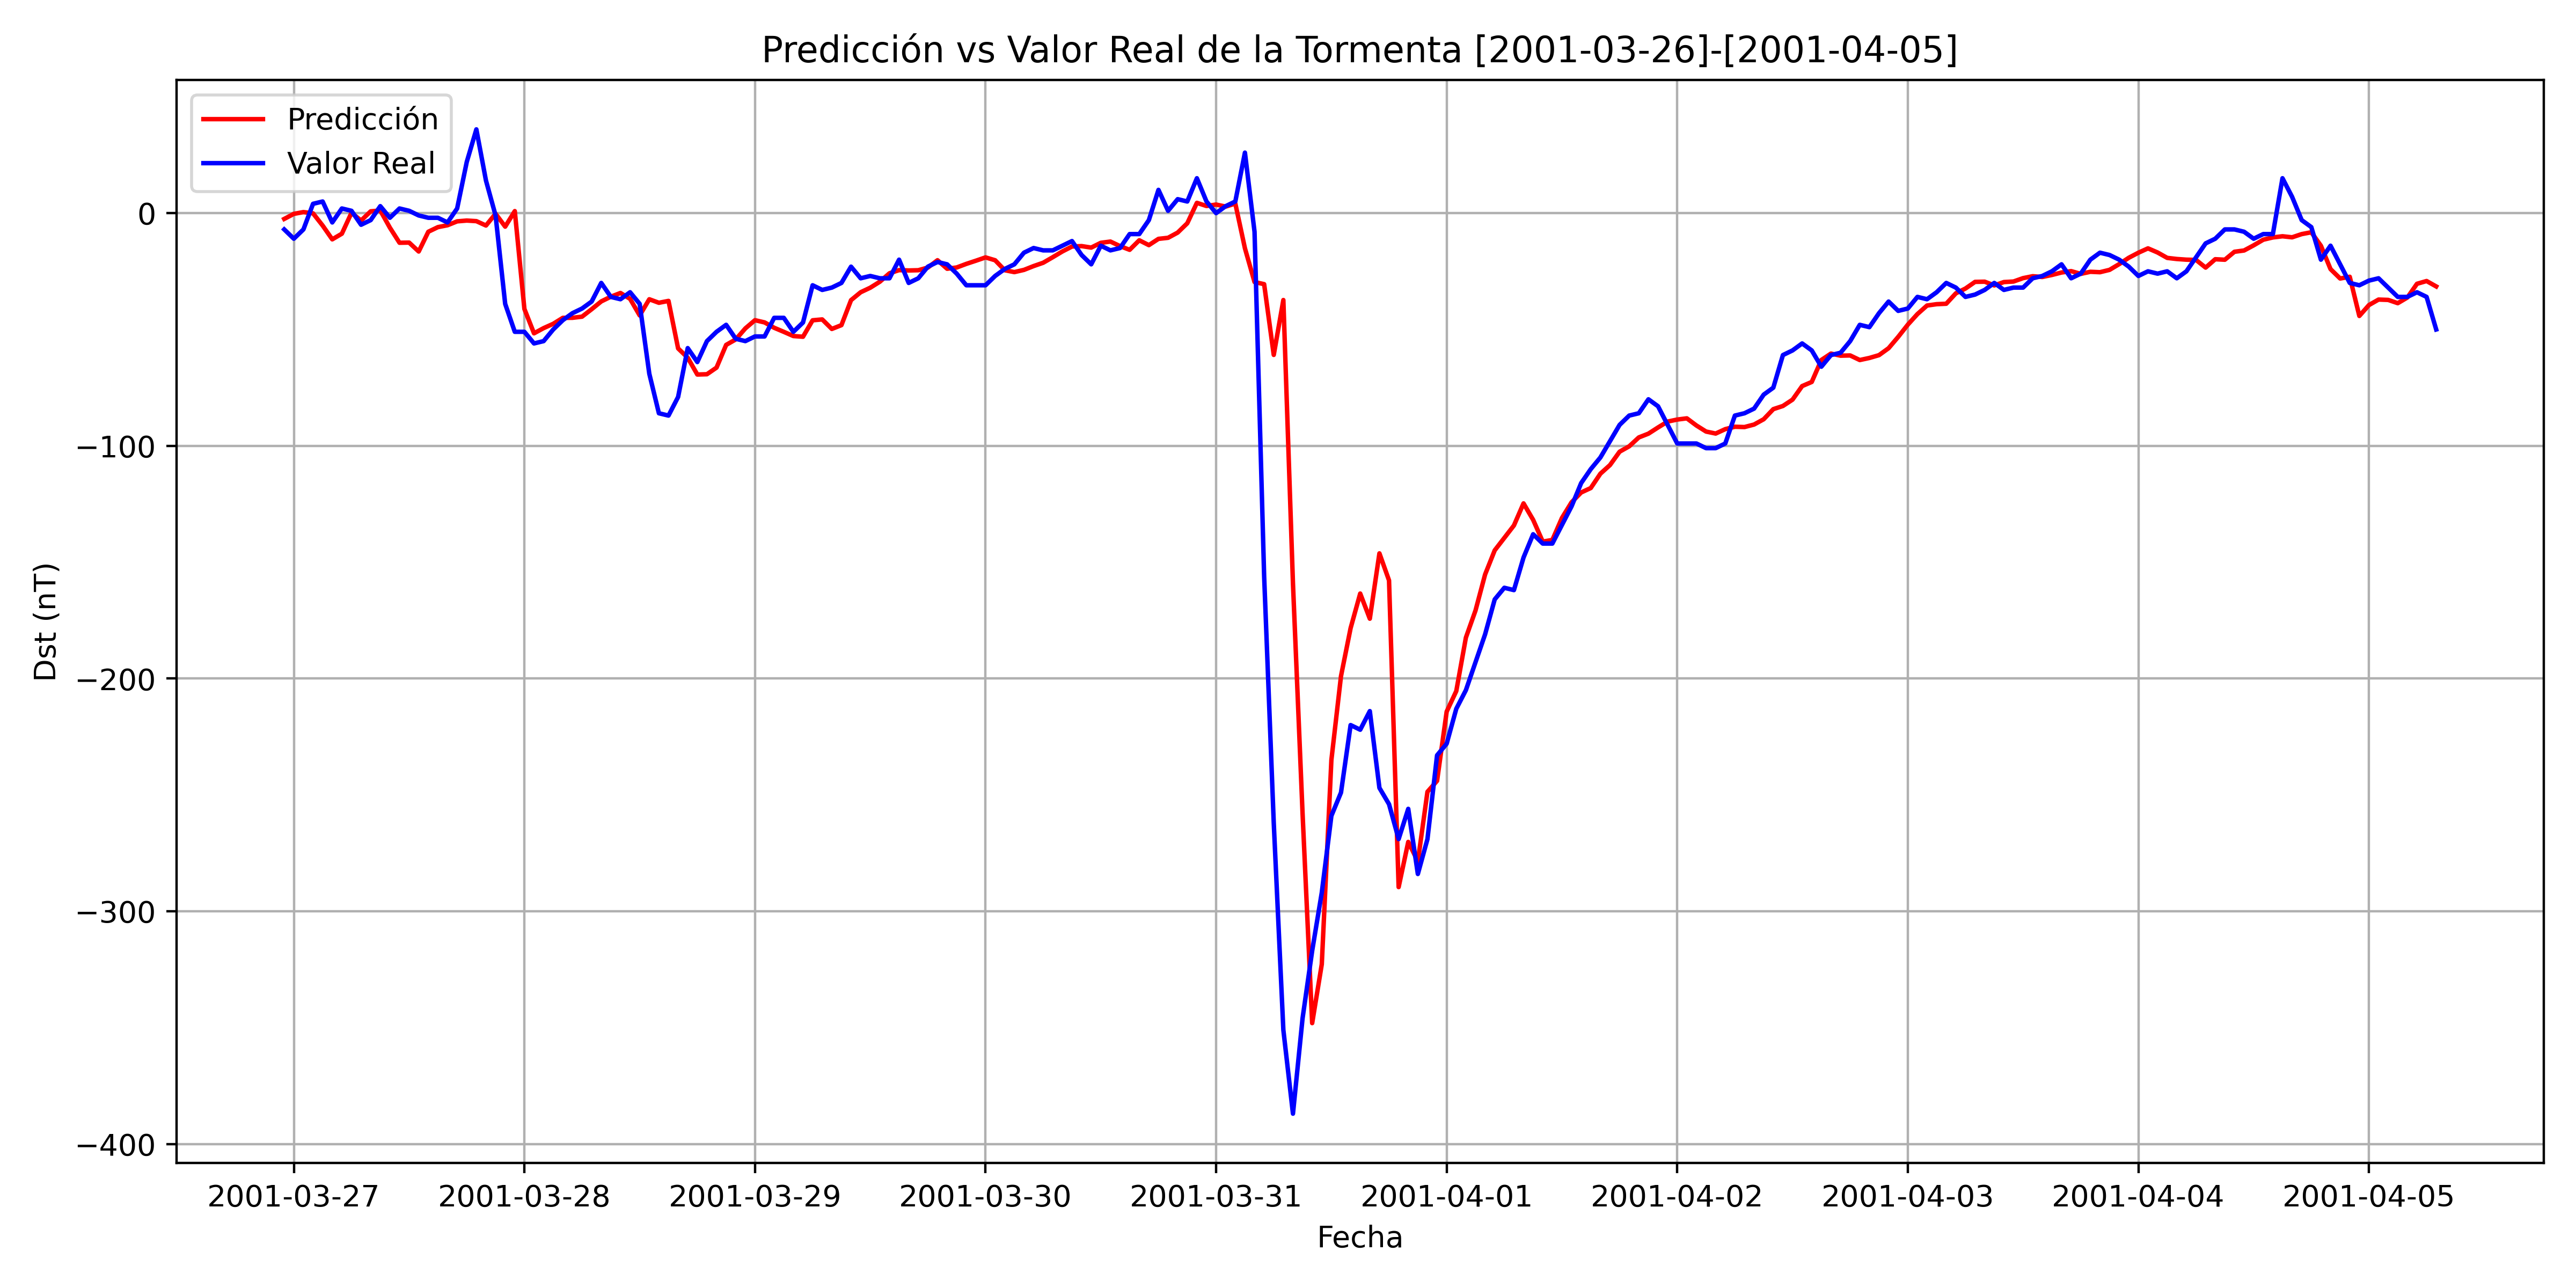 Predicción vs Valor Real de la Tormenta [2001-03-26]-[2001-04-05]
Predicción
Valor Real
0
−100
−200
−300
−400
Dst (nT)
2001-03-27 2001-03-28 2001-03-29 2001-03-30 2001-03-31 2001-04-01 2001-04-02 2001-04-03 2001-04-04 2001-04-05
Fecha